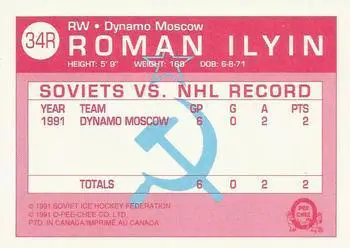 34R
RW • Dynamo Moscow
ROMAN ILYIN
HEIGHT: 5' 9" WEIGHT: 168 DOB: 6-8-71
SOVIETS VS. NHL RECORD
YEAR TEAM GP G A PTS
1991 DYNAMO MOSCOW 6 0 2 2
TOTALS 6 0 2 2
© 1991 SOVIET ICE HOCKEY FEDERATION
© 1991 O-PEE-CHEE CO. LTD.
PTD. IN CANADA/IMPRIMÉ AU CANADA
O
PEE
CHEE